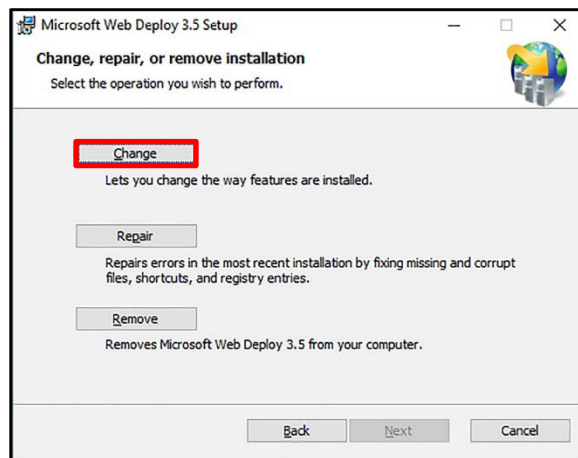 Microsoft Web Deploy 3.5 Setup
Change, repair, or remove installation
Select the operation you wish to perform.
Change
Lets you change the way features are installed.
Repair
Repairs errors in the most recent installation by fixing missing and corrupt
files, shortcuts, and registry entries.
Remove
Removes Microsoft Web Deploy 3.5 from your computer.
Back Next Cancel